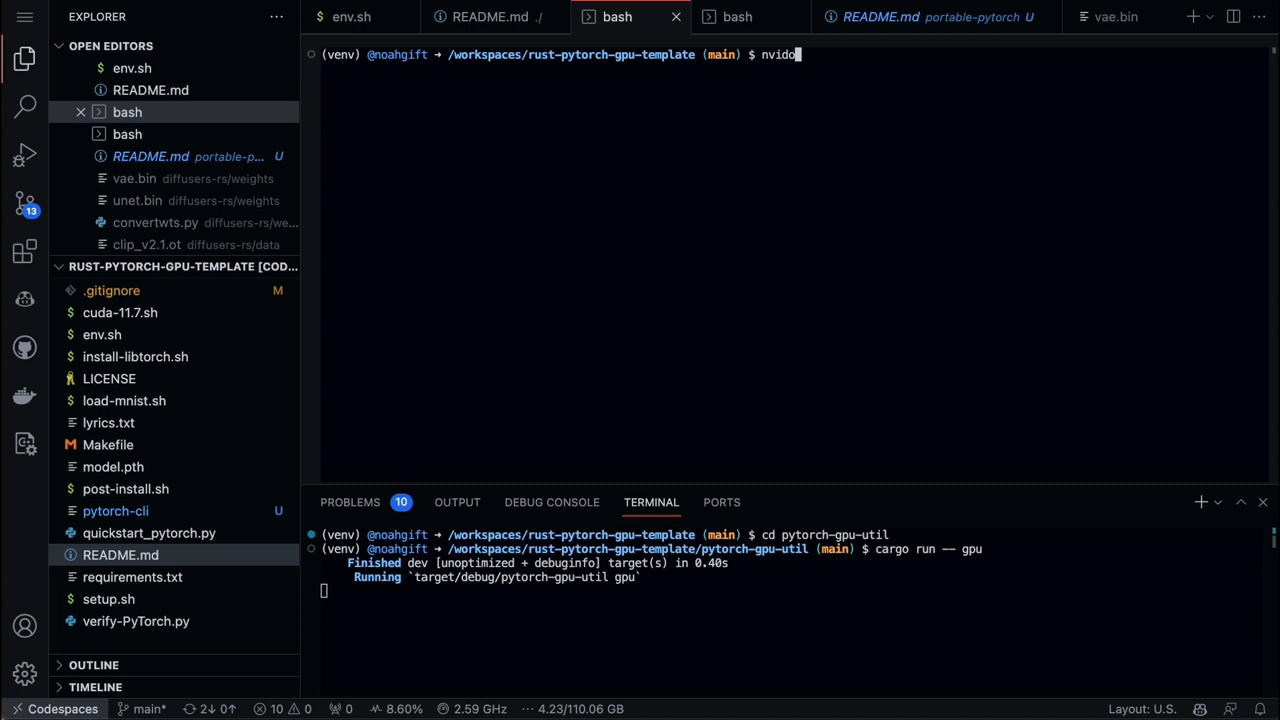 EXPLORER
OPEN EDITORS
env.sh
README.md
bash
bash
README.md portable-p... U
vae.bin diffusers-rs/weights
unet.bin diffusers-rs/weights
convertwts.py diffusers-rs/we...
clip_v2.1.ot diffusers-rs/data
RUST-PYTORCH-GPU-TEMPLATE [COD...
.gitignore M
cuda-11.7.sh
env.sh
install-libtorch.sh
LICENSE
load-mnist.sh
lyrics.txt
Makefile
model.pth
post-install.sh
pytorch-cli U
quickstart_pytorch.py
README.md
requirements.txt
setup.sh
verify-PyTorch.py
OUTLINE
TIMELINE
13
env.sh README.md ./ bash bash README.md portable-pytorch U vae.bin
(venv) @noahgift → /workspaces/rust-pytorch-gpu-template (main) $ nvido
PROBLEMS 10 OUTPUT DEBUG CONSOLE TERMINAL PORTS
(venv) @noahgift → /workspaces/rust-pytorch-gpu-template (main) $ cd pytorch-gpu-util
(venv) @noahgift → /workspaces/rust-pytorch-gpu-template/pytorch-gpu-util (main) $ cargo run -- gpu
Finished dev [unoptimized + debuginfo] target(s) in 0.40s
Running `target/debug/pytorch-gpu-util gpu`
Codespaces main* 2↓ 0↑ 10 0 0 8.60% 2.59 GHz ··· 4.23/110.06 GB Layout: U.S.